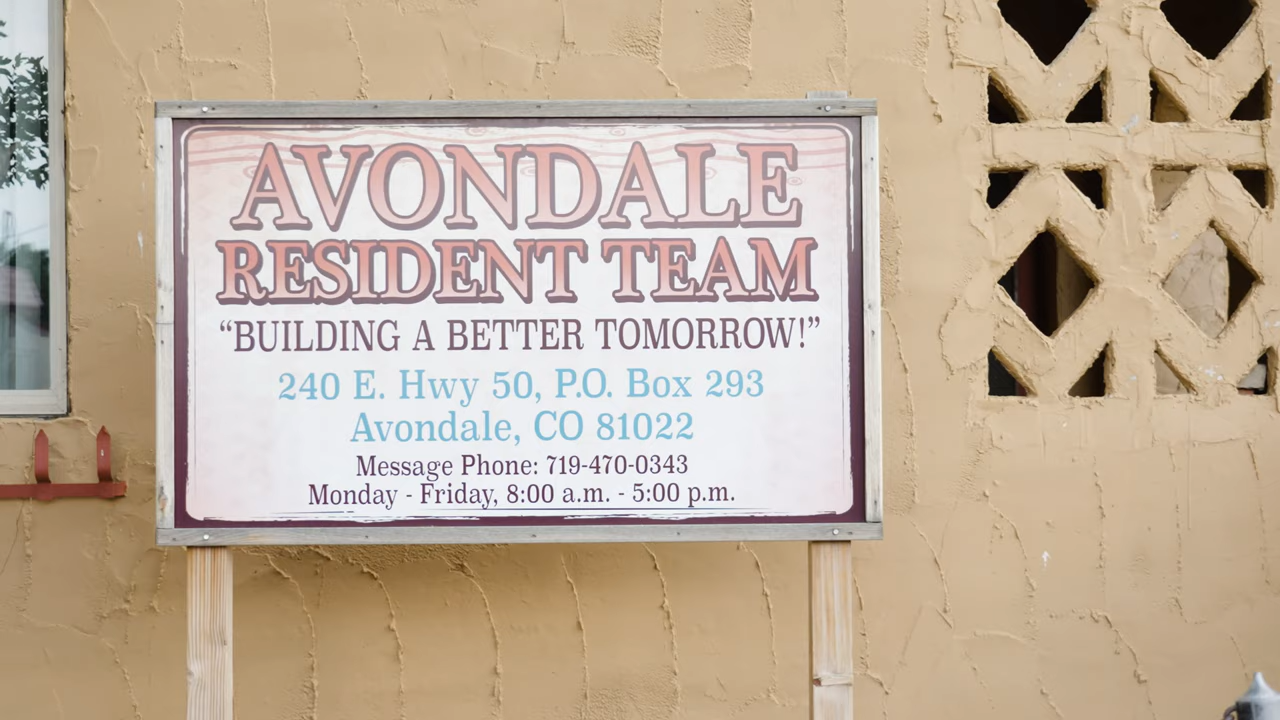 AVONDALE
RESIDENT TEAM
“BUILDING A BETTER TOMORROW!”
240 E. Hwy 50, P.O. Box 293
Avondale, CO 81022
Message Phone: 719-470-0343
Monday - Friday, 8:00 a.m. - 5:00 p.m.